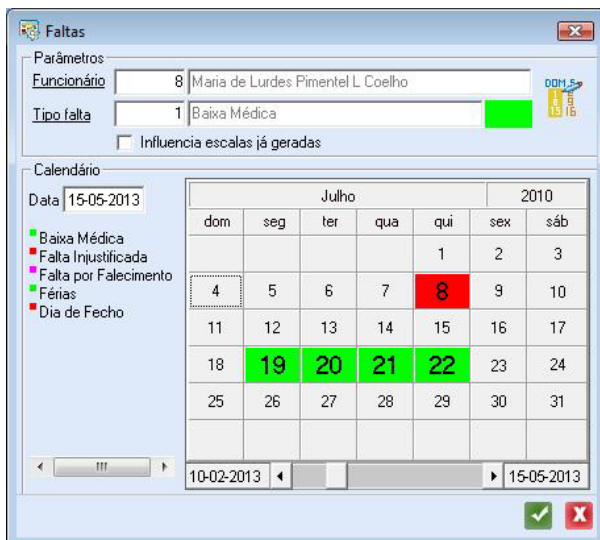 Faltas
Parâmetros
Funcionário 8 Maria de Lurdes Pimentel L Coelho
DOM S
Tipo falta 1 Baixa Médica
Influencia escalas já geradas
Calendário
Data 15-05-2013
Julho 2010
dom seg ter qua qui sex sáb
1 2 3
4 5 6 7 8 9 10
11 12 13 14 15 16 17
18 19 20 21 22 23 24
25 26 27 28 29 30 31
Baixa Médica
Falta Injustificada
Falta por Falecimento
Férias
Dia de Fecho
10-02-2013 15-05-2013